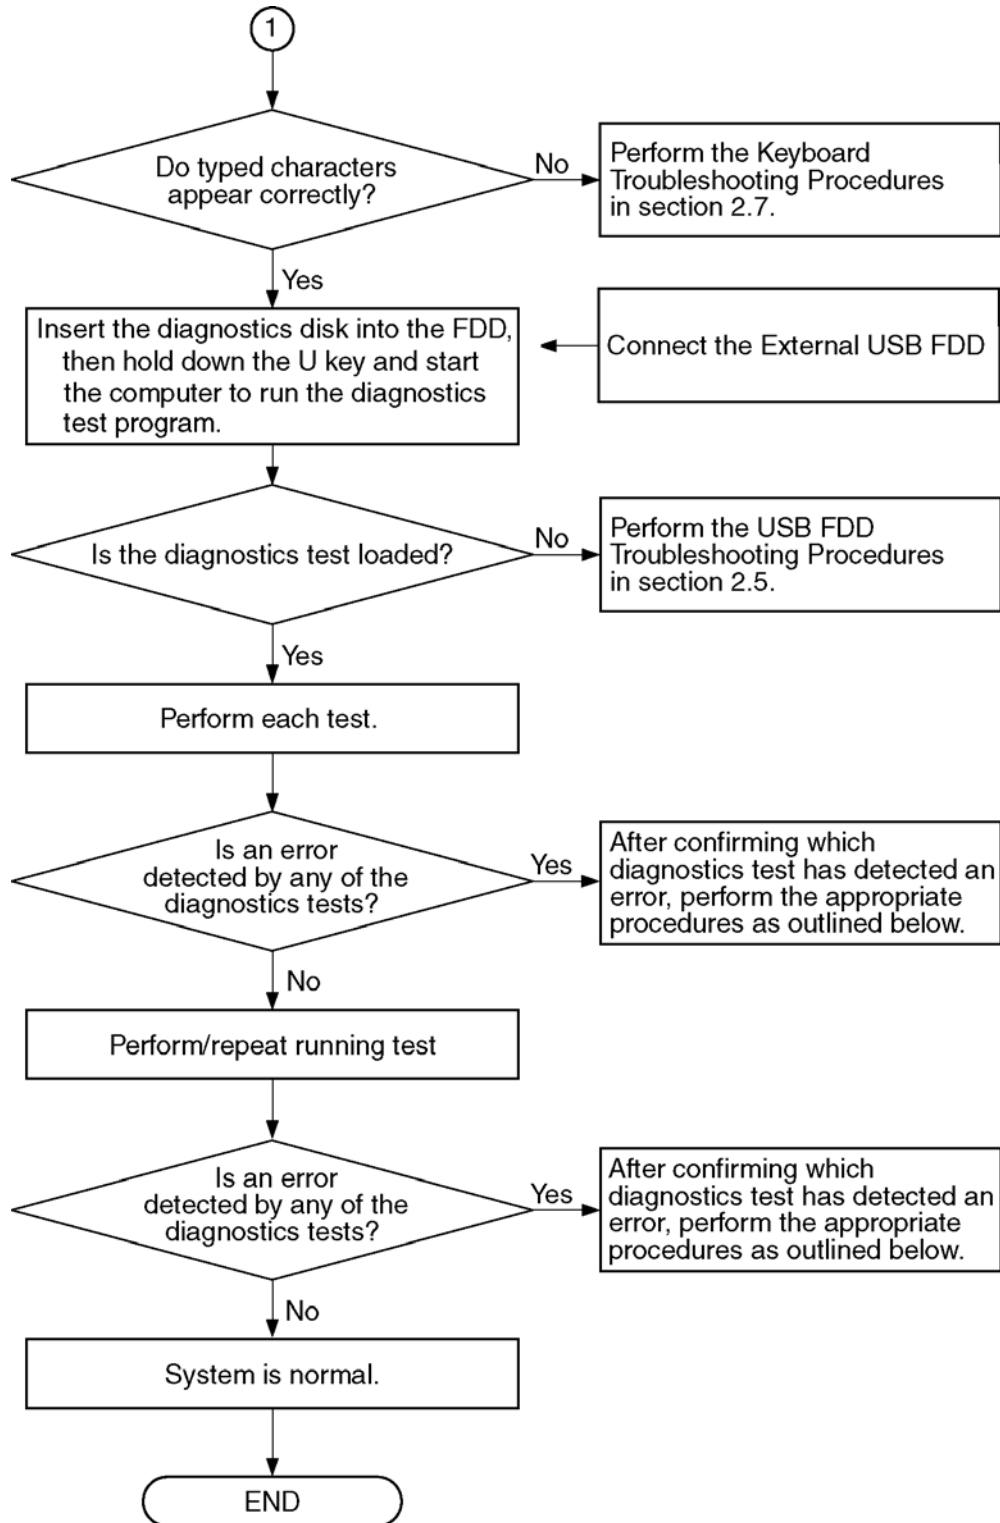 1
Do typed characters
appear correctly?
No
Perform the Keyboard
Troubleshooting Procedures
in section 2.7.
Yes
Insert the diagnostics disk into the FDD,
then hold down the U key and start
the computer to run the diagnostics
test program.
Connect the External USB FDD
Is the diagnostics test loaded?
No
Perform the USB FDD
Troubleshooting Procedures
in section 2.5.
Yes
Perform each test.
Is an error
detected by any of the
diagnostics tests?
Yes
After confirming which
diagnostics test has detected an
error, perform the appropriate
procedures as outlined below.
No
Perform/repeat running test
Is an error
detected by any of the
diagnostics tests?
Yes
After confirming which
diagnostics test has detected an
error, perform the appropriate
procedures as outlined below.
No
System is normal.
END